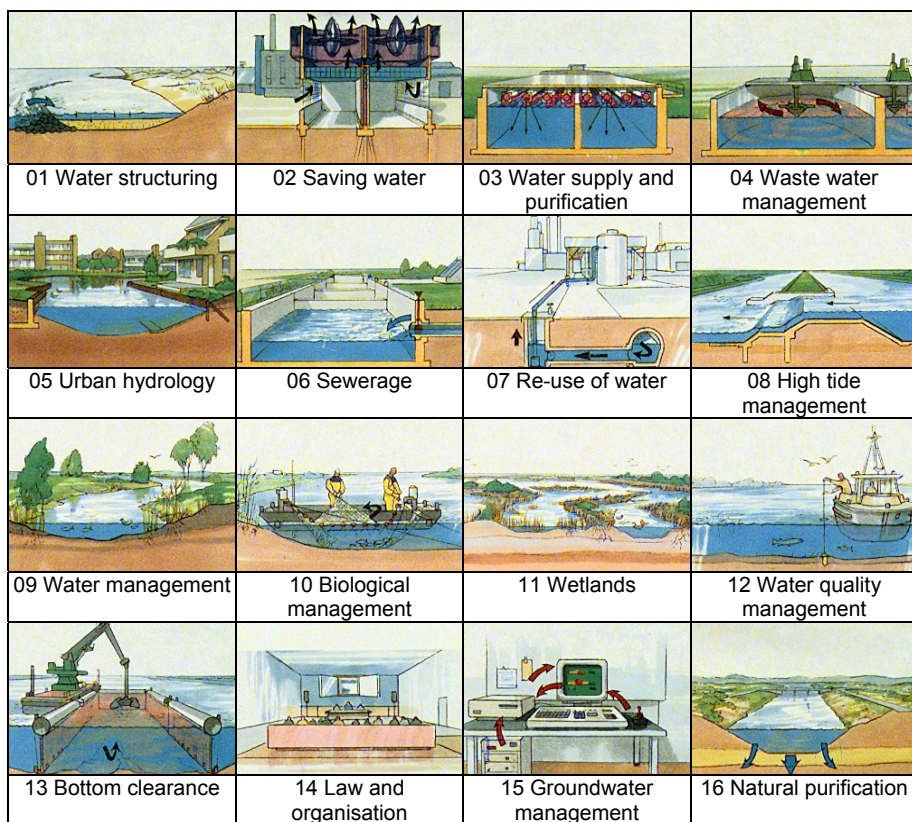 01 Water structuring
02 Saving water
03 Water supply and
purification
04 Waste water
management
05 Urban hydrology
06 Sewerage
07 Re-use of water
08 High tide
management
09 Water management
10 Biological
management
11 Wetlands
12 Water quality
management
13 Bottom clearance
14 Law and
organisation
15 Groundwater
management
16 Natural purification